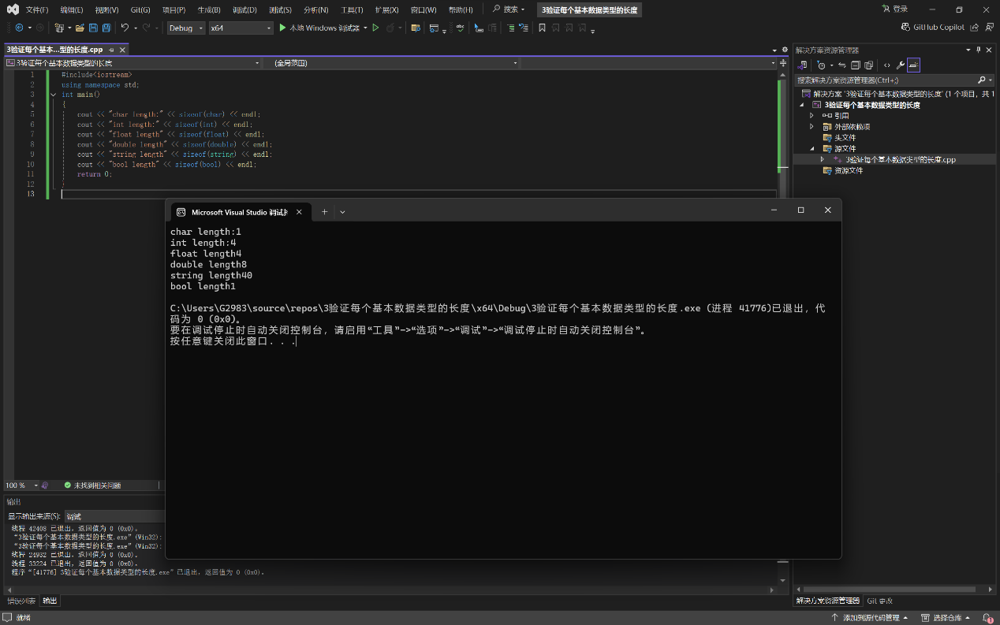 文件(F) 编辑(E) 视图(V) Git(G) 项目(P) 生成(B) 调试(D) 测试(S) 分析(N) 工具(T) 扩展(X) 窗口(W) 帮助(H) 搜索 3验证每个基本数据类型的长度 登录
Debug x64 本地 Windows 调试器 GitHub Copilot
3验证每个基本...型的长度.cpp
3验证每个基本数据类型的长度 (全局范围)
1 #include<iostream>
2 using namespace std;
3 int main()
4 {
5 cout << "char length:" << sizeof(char) << endl;
6 cout << "int length:" << sizeof(int) << endl;
7 cout << "float length" << sizeof(float) << endl;
8 cout << "double length" << sizeof(double) << endl;
9 cout << "string length" << sizeof(string) << endl;
10 cout << "bool length" << sizeof(bool) << endl;
11 return 0;
12 }
13
Microsoft Visual Studio 调试
char length:1
int length:4
float length4
double length8
string length40
bool length1
C:\Users\G2983\source\repos\3验证每个基本数据类型的长度\x64\Debug\3验证每个基本数据类型的长度.exe (进程 41776)已退出，代
码为 0 (0x0)。
要在调试停止时自动关闭控制台，请启用“工具”->“选项”->“调试”->“调试停止时自动关闭控制台”。
按任意键关闭此窗口. . .
100 % 未找到相关问题
输出
显示输出来源(S): 调试
线程 42408 已退出，返回值为 0 (0x0)。
“3验证每个基本数据类型的长度.exe”(Win32):
“3验证每个基本数据类型的长度.exe”(Win32):
线程 24932 已退出，返回值为 0 (0x0)。
线程 33224 已退出，返回值为 0 (0x0)。
程序“[41776] 3验证每个基本数据类型的长度.exe”已退出，返回值为 0 (0x0)。
错误列表 输出
解决方案资源管理器
搜索解决方案资源管理器(Ctrl+;)
解决方案 '3验证每个基本数据类型的长度' (1 个项目，共 1
3验证每个基本数据类型的长度
引用
外部依赖项
头文件
源文件
3验证每个基本数据类型的长度.cpp
资源文件
解决方案资源管理器 Git 更改
就绪 添加到源代码管理 选择仓库 1